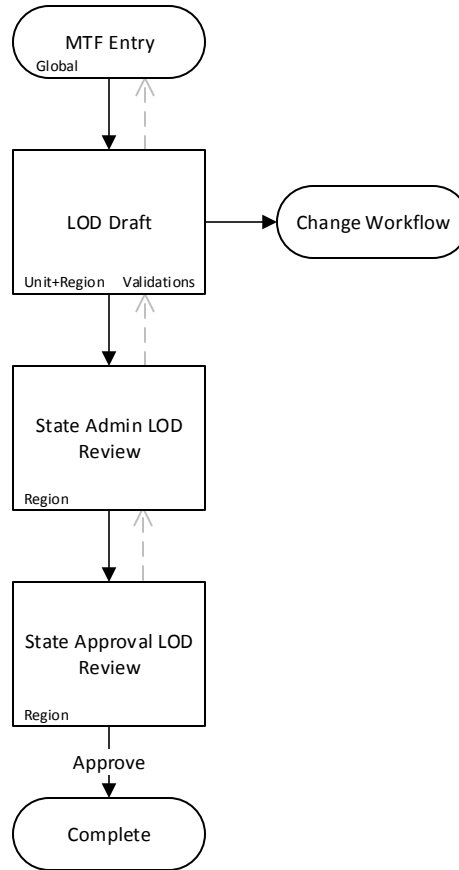 MTF Entry
Global
LOD Draft
Change Workflow
Unit+Region Validations
State Admin LOD
Review
Region
State Approval LOD
Review
Region
Approve
Complete